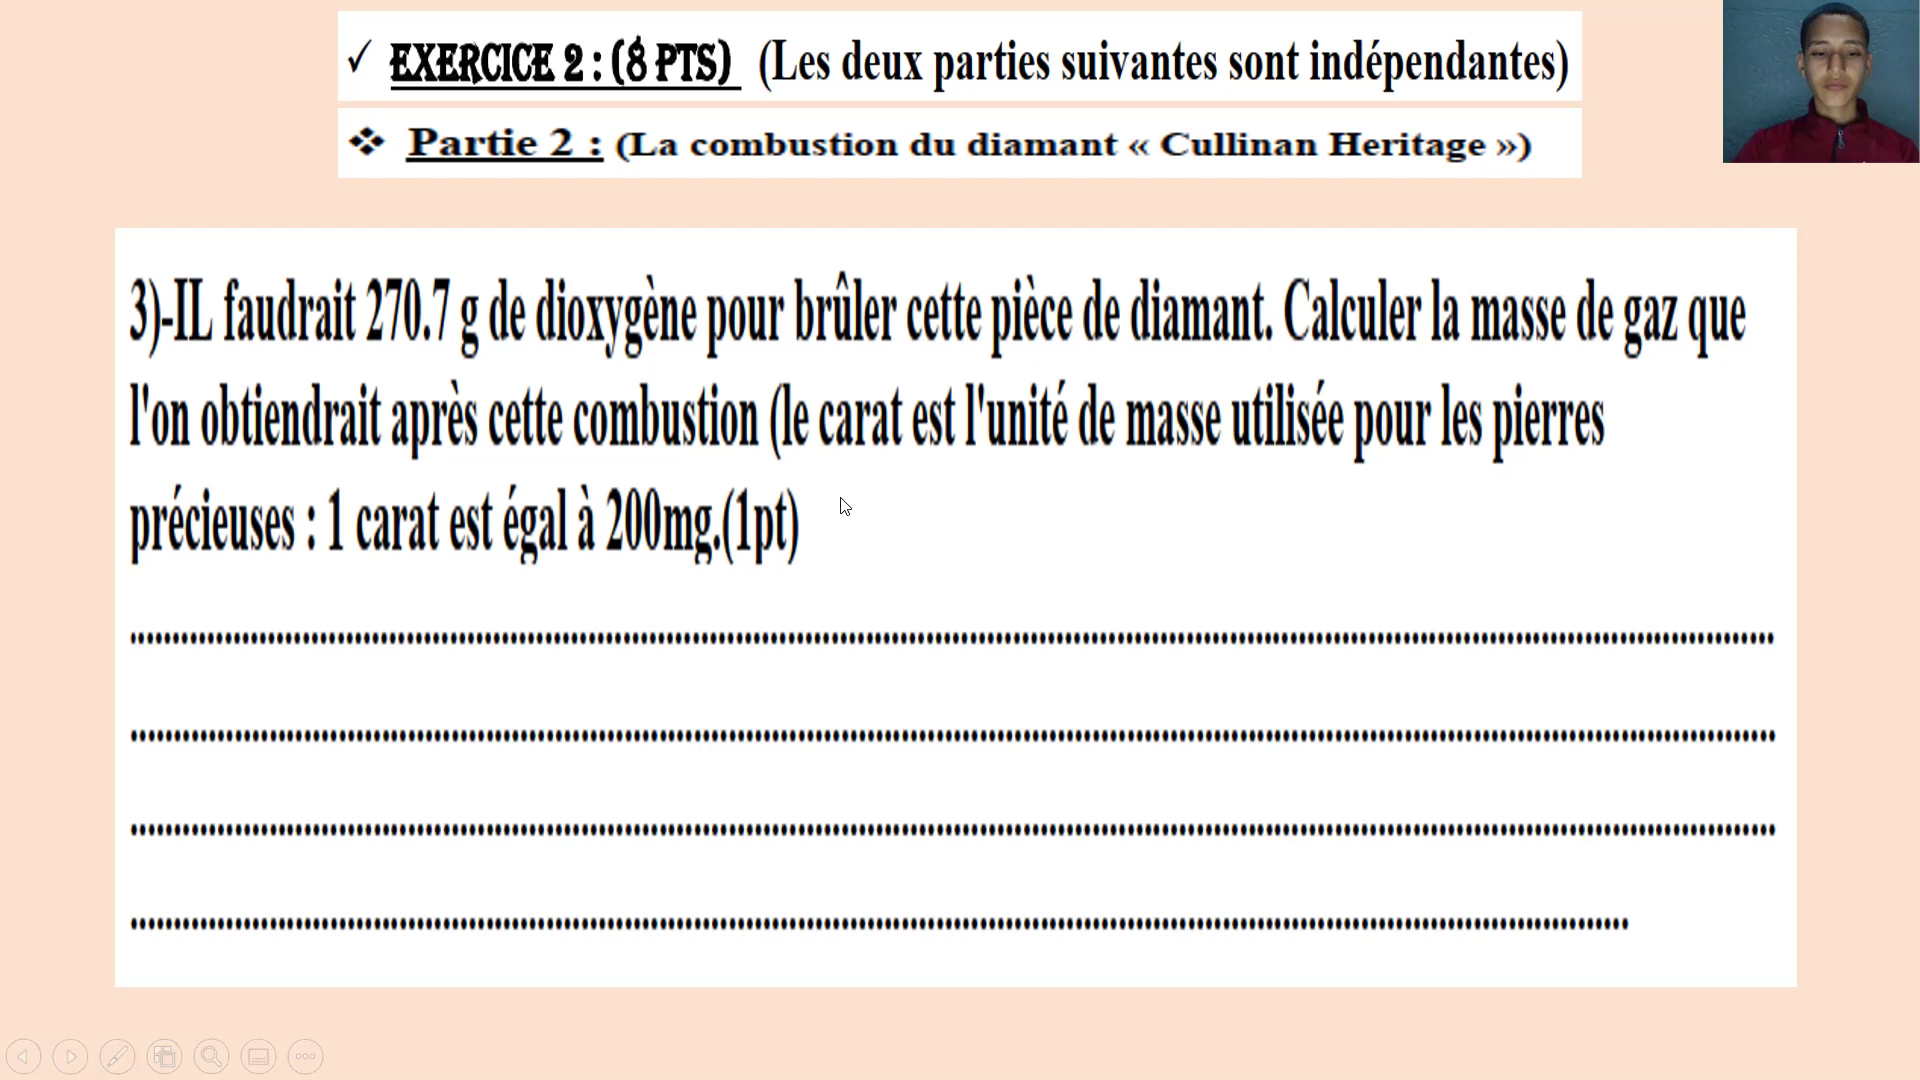 ✓ EXERCICE 2 : (8 PTS) (Les deux parties suivantes sont indépendantes)
❖ Partie 2 : (La combustion du diamant « Cullinan Heritage »)
3)-IL faudrait 270.7 g de dioxygène pour brûler cette pièce de diamant. Calculer la masse de gaz que
l'on obtiendrait après cette combustion (le carat est l'unité de masse utilisée pour les pierres
précieuses : 1 carat est égal à 200mg.(1pt)